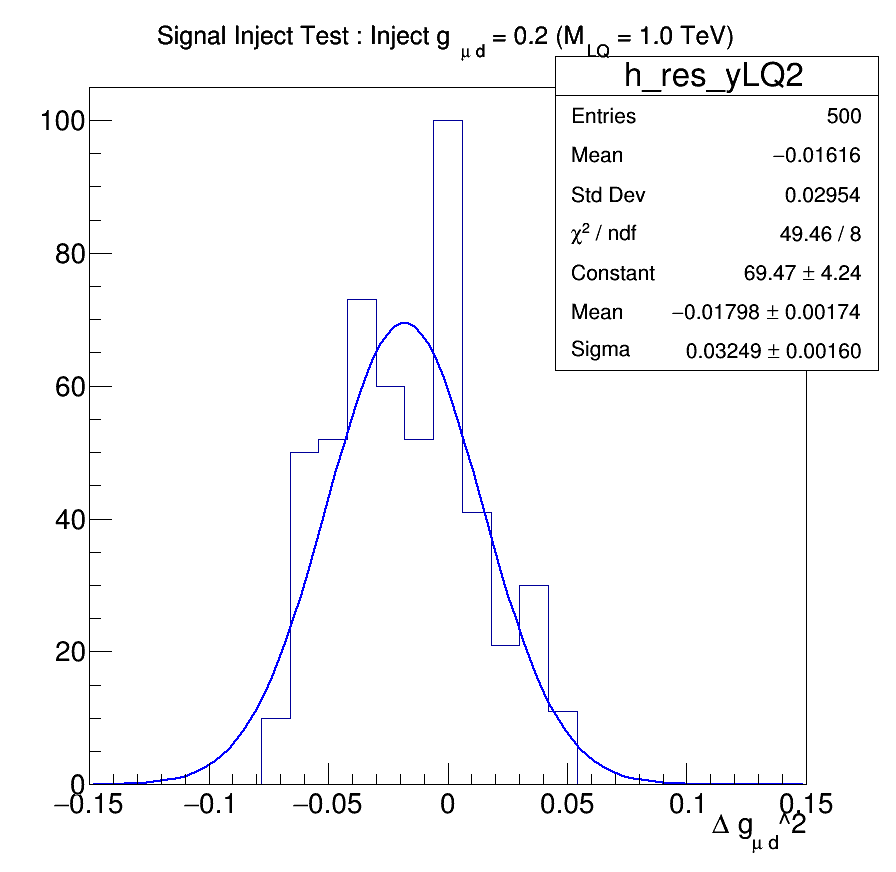 Signal Inject Test : Inject g μ d = 0.2 (M LQ = 1.0 TeV)
h_res_yLQ2
Entries 500
Mean −0.01616
Std Dev 0.02954
χ² / ndf 49.46 / 8
Constant 69.47 ± 4.24
Mean −0.01798 ± 0.00174
Sigma 0.03249 ± 0.00160
100
80
60
40
20
0
−0.15 −0.1 −0.05 0 0.05 0.1 0.15
Δ g μ d ^2